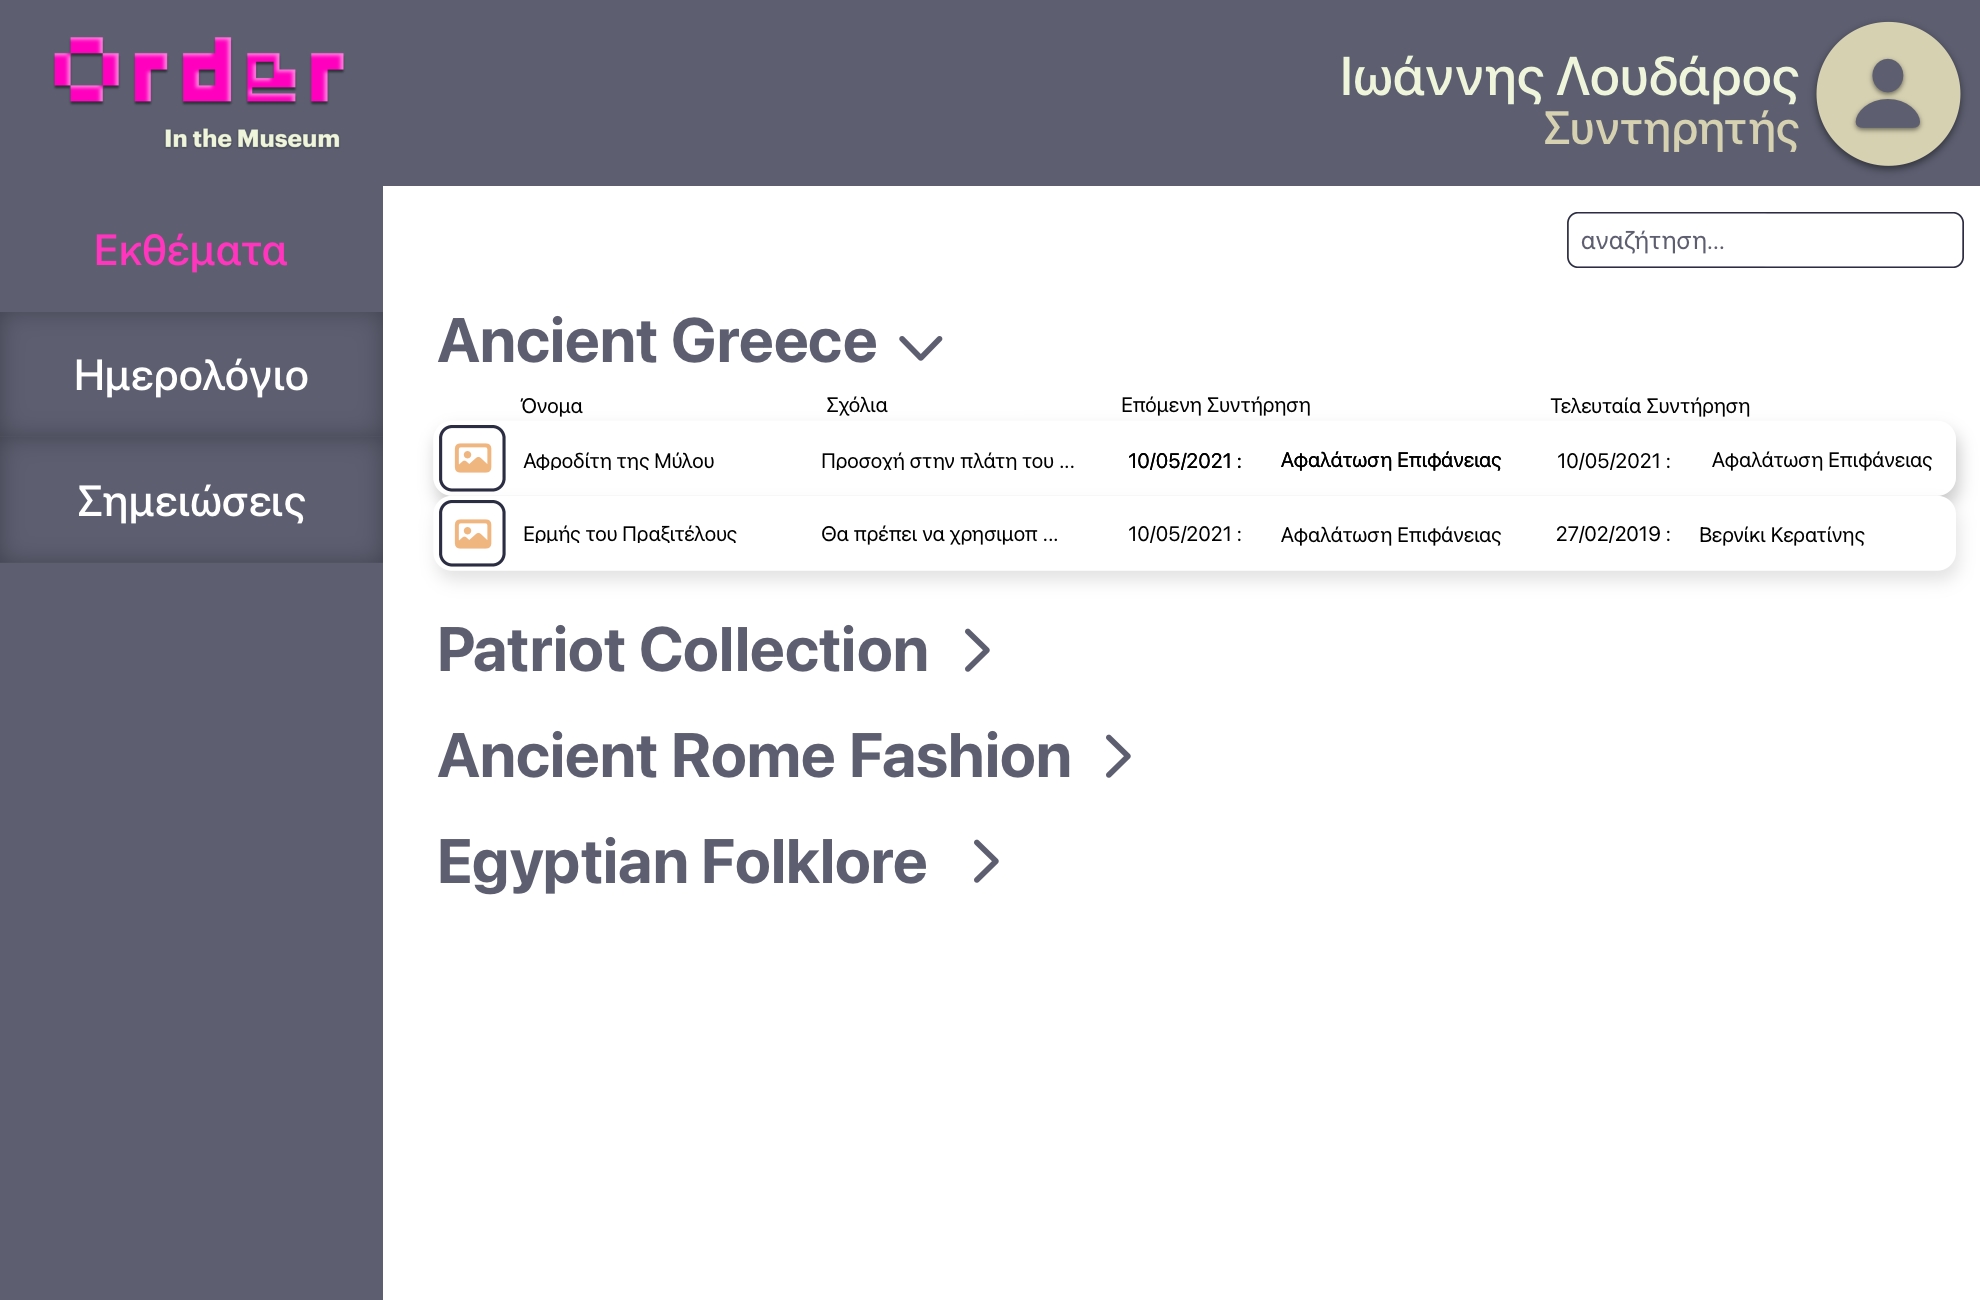 Order
In the Museum
Ιωάννης Λουδάρος
Συντηρητής
Εκθέματα
Ημερολόγιο
Σημειώσεις
αναζήτηση...
Ancient Greece
Όνομα Σχόλια Επόμενη Συντήρηση Τελευταία Συντήρηση
Αφροδίτη της Μύλου Προσοχή στην πλάτη του ... 10/05/2021 : Αφαλάτωση Επιφάνειας 10/05/2021 : Αφαλάτωση Επιφάνειας
Ερμής του Πραξιτέλους Θα πρέπει να χρησιμοπ ... 10/05/2021 : Αφαλάτωση Επιφάνειας 27/02/2019 : Βερνίκι Κερατίνης
Patriot Collection
Ancient Rome Fashion
Egyptian Folklore